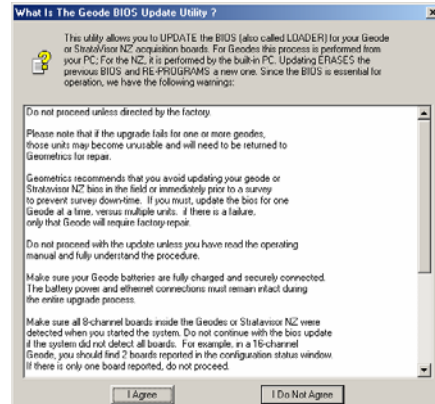 What Is The Geode BIOS Update Utility ?
This utility allows you to UPDATE the BIOS (also called LOADER) for your Geode
or StrataVisor NZ acquisition boards. For Geodes this process is performed from
your PC; For the NZ, it is performed by the built-in PC. Updating ERASES the
previous BIOS and RE-PROGRAMS a new one. Since the BIOS is essential for
operation, we have the following warnings:
Do not proceed unless directed by the factory.
Please note that if the upgrade fails for one or more geodes,
those units may become unusable and will need to be returned to
Geometrics for repair.
Geometrics recommends that you avoid updating your geode or
Stratavisor NZ bios in the field or immediately prior to a survey
to prevent survey down-time. If you must, update the bios for one
Geode at a time, versus multiple units. if there is a failure,
only that Geode will require factory repair.
Do not proceed with the update unless you have read the operating
manual and fully understand the procedure.
Make sure your Geode batteries are fully charged and securely connected.
The battery power and ethernet connections must remain intact during
the entire upgrade process.
Make sure all 8-channel boards inside the Geodes or Stratavisor NZ were
detected when you started the system. Do not continue with the bios update
if the system did not detect all boards. For example, in a 16-channel
Geode, you should find 2 boards reported in the configuration status window.
If there is only one board reported, do not proceed.
I Agree
I Do Not Agree